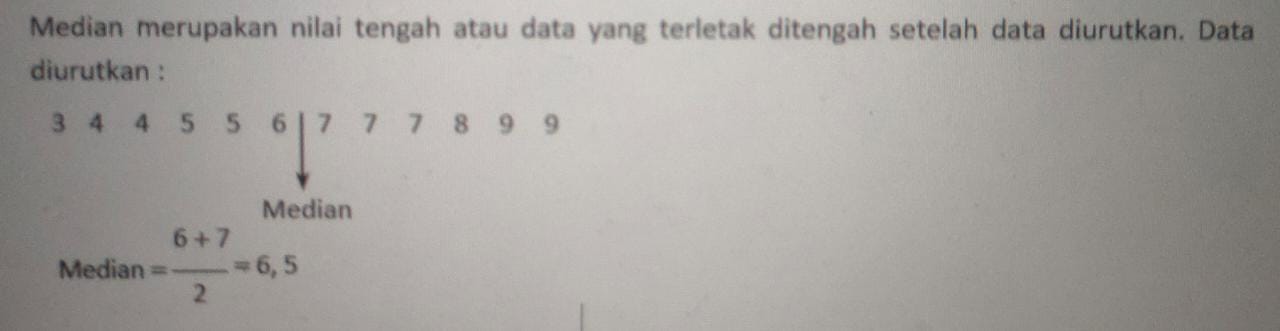 Median merupakan nilai tengah atau data yang terletak ditengah setelah data diurutkan. Data
diurutkan :
3 4 4 5 5 6 | 7 7 7 8 9 9
Median
6 + 7
Median = = 6, 5
2